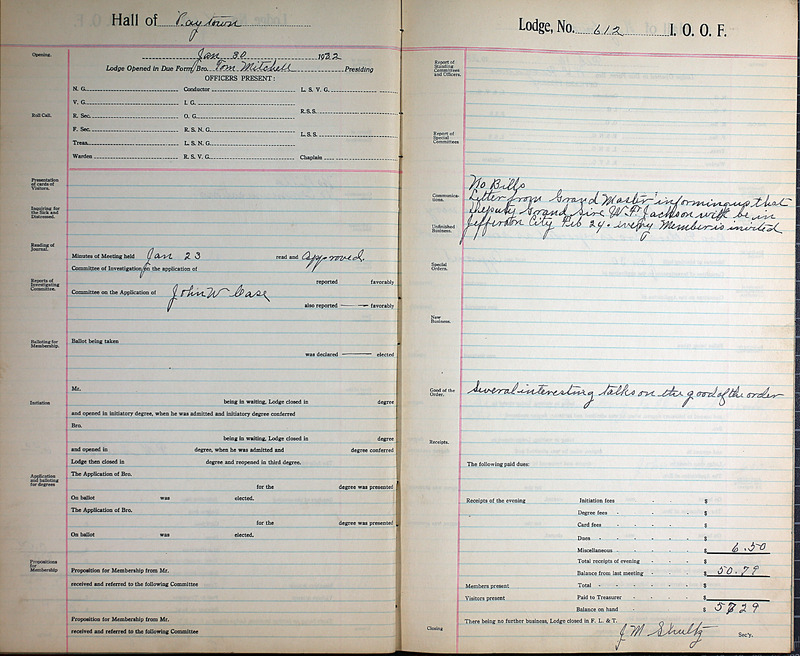 Hall of Raytown
Opening.
Jan 30 1932
Lodge Opened in Due Form, Bro. Tom Mitchell Presiding
OFFICERS PRESENT:
N. G. Conductor L. S. V. G.
V. G. I. G. R.S.S.
Roll Call.
R. Sec. O. G.
F. Sec. R. S. N. G. L.S.S.
Treas. L. S. N. G.
Warden R. S. V. G. Chaplain
Presentation of cards of Visitors.
Inquiring for the Sick and Distressed.
Reading of Journal.
Minutes of Meeting held Jan 23 read and approved.
Committee of Investigation on the application of
reported favorably
Reports of Investigating Committee.
Committee on the Application of John W Case
also reported favorably
Balloting for Membership.
Ballot being taken
was declared elected
Mr.
Initiation
being in waiting, Lodge closed in degree
and opened in initiatory degree, when he was admitted and initiatory degree conferred
Bro.
being in waiting, Lodge closed in degree
and opened in degree, when he was admitted and degree conferred
Lodge then closed in degree and reopened in third degree.
Application and balloting for degrees
The Application of Bro.
for the degree was presented
On ballot was elected.
The Application of Bro.
for the degree was presented
On ballot was elected.
Propositions for Membership
Proposition for Membership from Mr.
received and referred to the following Committee
Proposition for Membership from Mr.
received and referred to the following Committee
Lodge, No. 612 I. O. O. F.
Report of Standing Committees and Officers.
Report of Special Committees
No Bills
Communications.
Letter from Grand Master informing us that
Deputy Grand Sire W.F. Jackson will be in
Unfinished Business.
Jefferson City Feb 24. every Member is invited
Special Orders.
New Business.
Good of the Order.
Several interesting talks on the good of the order
Receipts.
The following paid dues:
Receipts of the evening Initiation fees $
Degree fees $
Card fees $
Dues $
Miscellaneous $ 6.50
Total receipts of evening $
Balance from last meeting $ 50.79
Members present Total $
Visitors present Paid to Treasurer $
Balance on hand $ 57 29
Closing
There being no further business, Lodge closed in F. L. & T.
J. M. Shultz Sec'y.